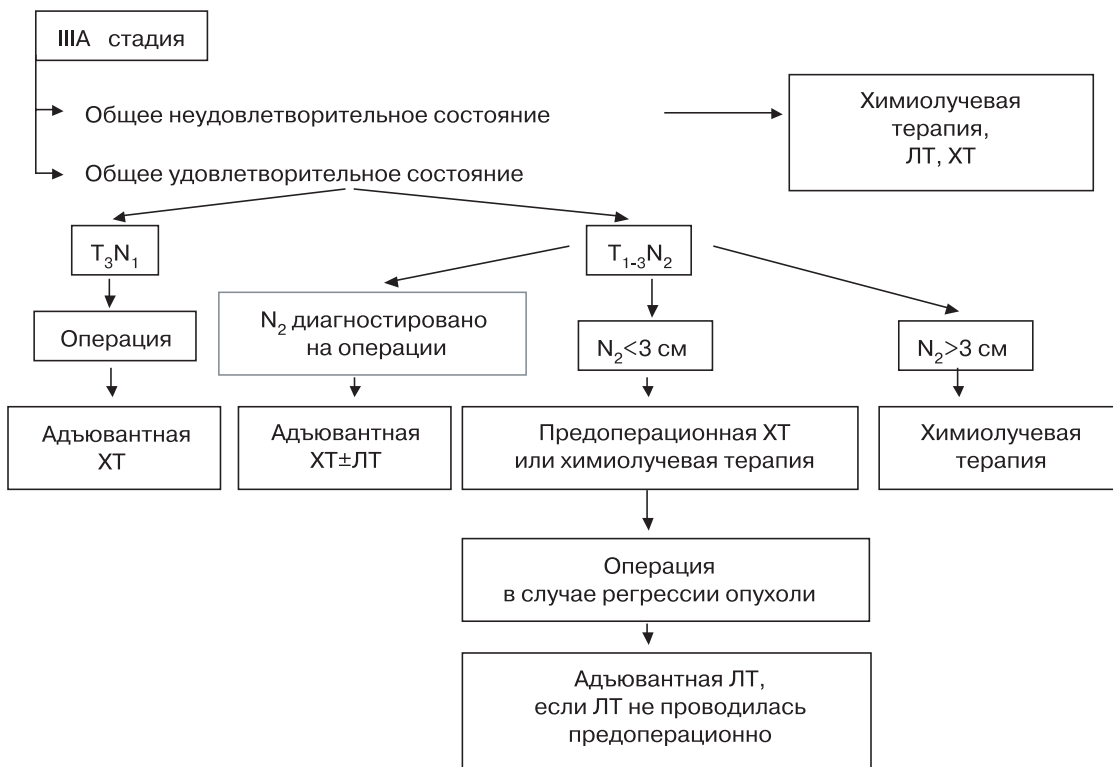 IIIA стадия
Общее неудовлетворительное состояние
Химиолучевая
терапия,
ЛТ, ХТ
Общее удовлетворительное состояние
T₃N₁
T₁₋₃N₂
Операция
N₂ диагностировано
на операции
N₂<3 см
N₂>3 см
Адъювантная
ХТ
Адъювантная
ХТ±ЛТ
Предоперационная ХТ
или химиолучевая терапия
Химиолучевая
терапия
Операция
в случае регрессии опухоли
Адъювантная ЛТ,
если ЛТ не проводилась
предоперационно